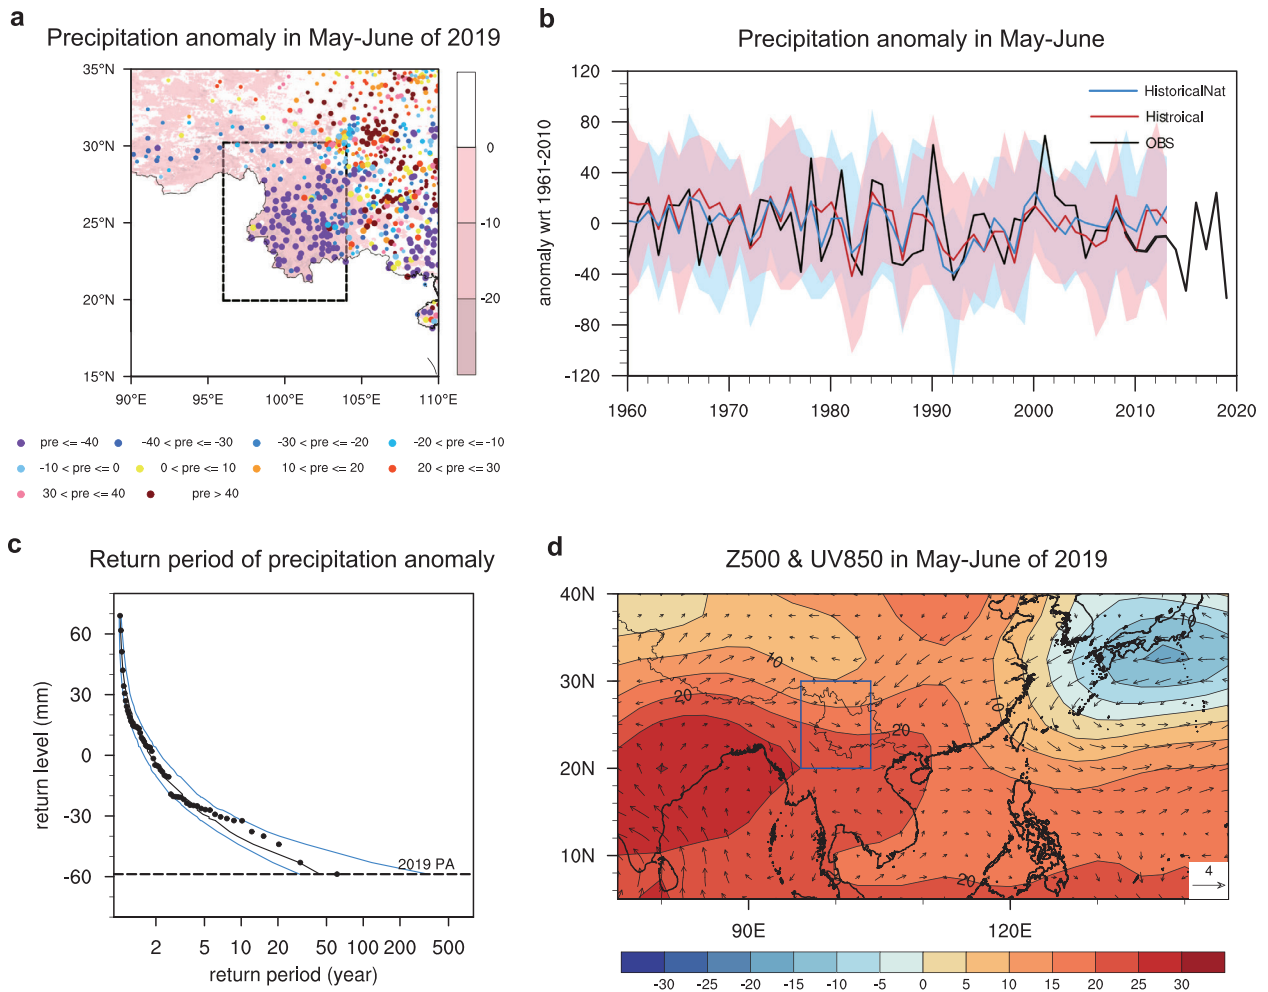 a
Precipitation anomaly in May-June of 2019
35°N
30°N
25°N
20°N
15°N
90°E 95°E 100°E 105°E 110°E
0
-10
-20
pre <= -40 -40 < pre <= -30 -30 < pre <= -20 -20 < pre <= -10
-10 < pre <= 0 0 < pre <= 10 10 < pre <= 20 20 < pre <= 30
30 < pre <= 40 pre > 40
b
Precipitation anomaly in May-June
anomaly wrt 1961-2010
120
80
40
0
-40
-80
-120
1960 1970 1980 1990 2000 2010 2020
HistoricalNat
Histroical
OBS
c
Return period of precipitation anomaly
return level (mm)
60
30
0
-30
-60
2019 PA
2 5 10 20 50 100 200 500
return period (year)
d
Z500 & UV850 in May-June of 2019
40N
30N
20N
10N
90E 120E
10
20
20
10
20
4
-30 -25 -20 -15 -10 -5 0 5 10 15 20 25 30